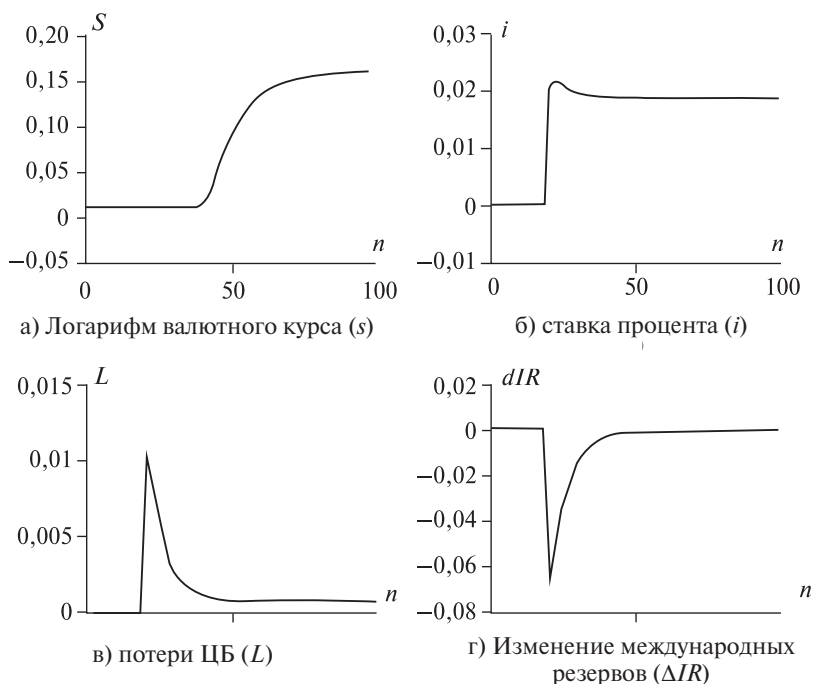 S
0,20
0,15
0,10
0,05
0
−0,05
n
0
50
100
а) Логарифм валютного курса (s)
i
0,03
0,02
0,01
0
−0,01
n
0
50
100
б) ставка процента (i)
L
0,015
0,01
0,005
0
n
в) потери ЦБ (L)
dIR
0,02
0
−0,02
−0,04
−0,06
−0,08
n
г) Изменение международных
резервов (ΔIR)